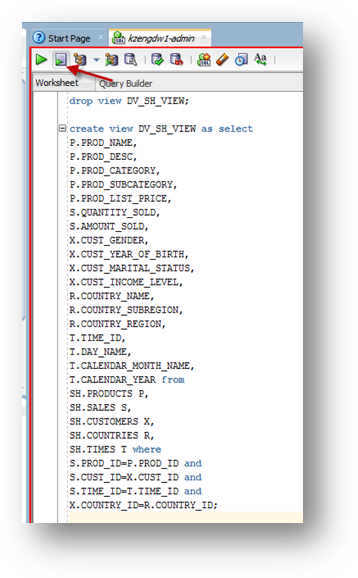 Start Page
kzengdw1-admin
Worksheet Query Builder
drop view DV_SH_VIEW;
create view DV_SH_VIEW as select
P.PROD_NAME,
P.PROD_DESC,
P.PROD_CATEGORY,
P.PROD_SUBCATEGORY,
P.PROD_LIST_PRICE,
S.QUANTITY_SOLD,
S.AMOUNT_SOLD,
X.CUST_GENDER,
X.CUST_YEAR_OF_BIRTH,
X.CUST_MARITAL_STATUS,
X.CUST_INCOME_LEVEL,
R.COUNTRY_NAME,
R.COUNTRY_SUBREGION,
R.COUNTRY_REGION,
T.TIME_ID,
T.DAY_NAME,
T.CALENDAR_MONTH_NAME,
T.CALENDAR_YEAR from
SH.PRODUCTS P,
SH.SALES S,
SH.CUSTOMERS X,
SH.COUNTRIES R,
SH.TIMES T where
S.PROD_ID=P.PROD_ID and
S.CUST_ID=X.CUST_ID and
S.TIME_ID=T.TIME_ID and
X.COUNTRY_ID=R.COUNTRY_ID;